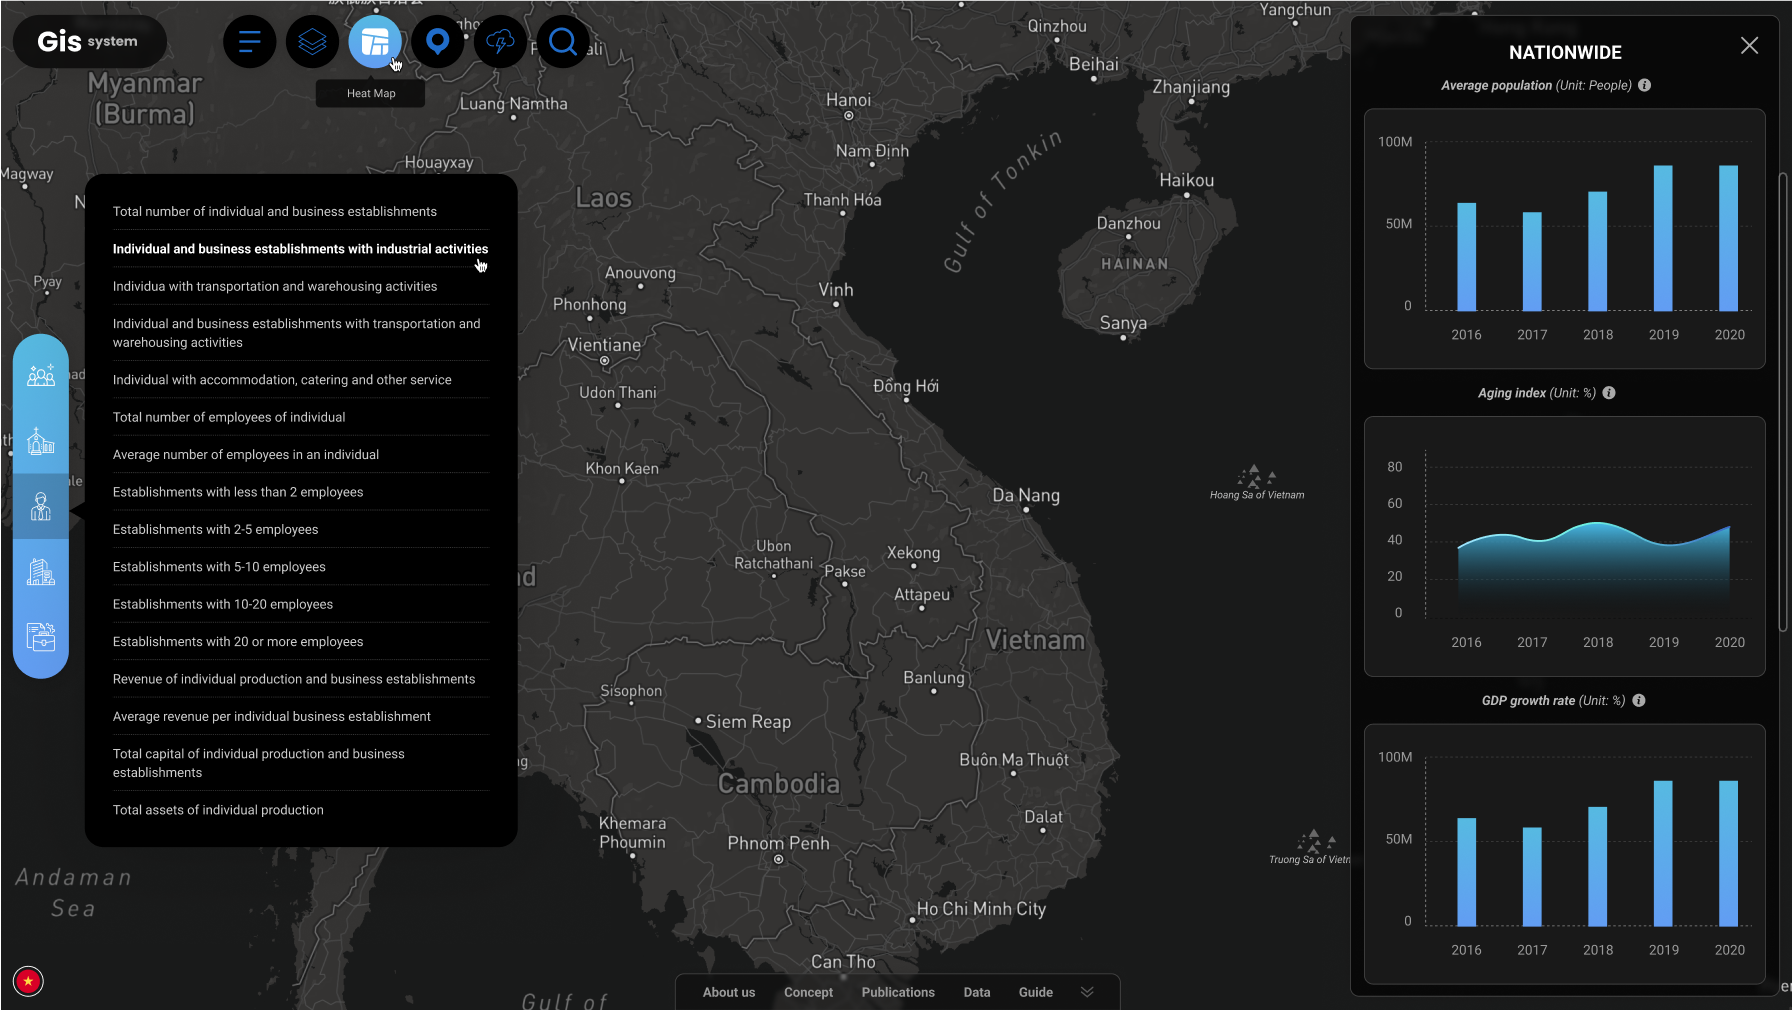 Gis system
Heat Map
Myanmar
(Burma)
Luang Namtha
Houayxay
Magway
Pyay
Laos
Hanoi
Nam Định
Thanh Hóa
Qinzhou
Beihai
Zhanjiang
Yangchun
Haikou
Danzhou
HAINAN
Sanya
Gulf of Tonkin
Anouvong
Phonhong
Vinh
Vientiane
Udon Thani
Đồng Hới
Khon Kaen
Da Nang
Hoang Sa of Vietnam
Ubon
Ratchathani
Pakse
Xekong
Attapeu
Vietnam
Banlung
Sisophon
Siem Reap
Buôn Ma Thuột
Cambodia
Dalat
Khemara
Phoumin
Phnom Penh
Truong Sa of Vietn
Ho Chi Minh City
Can Tho
Andaman
Sea
Gulf of
Total number of individual and business establishments
Individual and business establishments with industrial activities
Individua with transportation and warehousing activities
Individual and business establishments with transportation and
warehousing activities
Individual with accommodation, catering and other service
Total number of employees of individual
Average number of employees in an individual
Establishments with less than 2 employees
Establishments with 2-5 employees
Establishments with 5-10 employees
Establishments with 10-20 employees
Establishments with 20 or more employees
Revenue of individual production and business establishments
Average revenue per individual business establishment
Total capital of individual production and business
establishments
Total assets of individual production
NATIONWIDE
Average population (Unit: People)
100M
50M
0
2016 2017 2018 2019 2020
Aging index (Unit: %)
80
60
40
20
0
2016 2017 2018 2019 2020
GDP growth rate (Unit: %)
100M
50M
0
2016 2017 2018 2019 2020
About us Concept Publications Data Guide